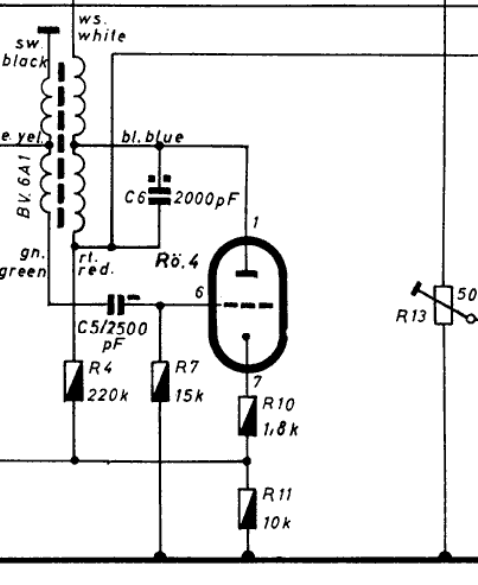 ws.
white
sw.
black
e. yel.
bl. blue
BV. 6A1
C6
2000pF
1
gn.
green
rt.
red.
Rö.4
6
C5/2500
pF
50
R13
R4
220k
R7
15k
7
R10
1,8k
R11
10k